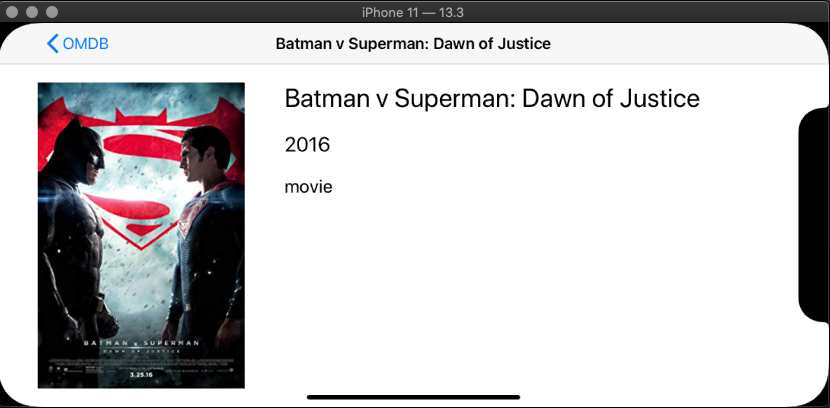 iPhone 11 — 13.3
OMDB
Batman v Superman: Dawn of Justice
Batman v Superman: Dawn of Justice
2016
movie
BATMAN v SUPERMAN
DAWN OF JUSTICE
3.25.16